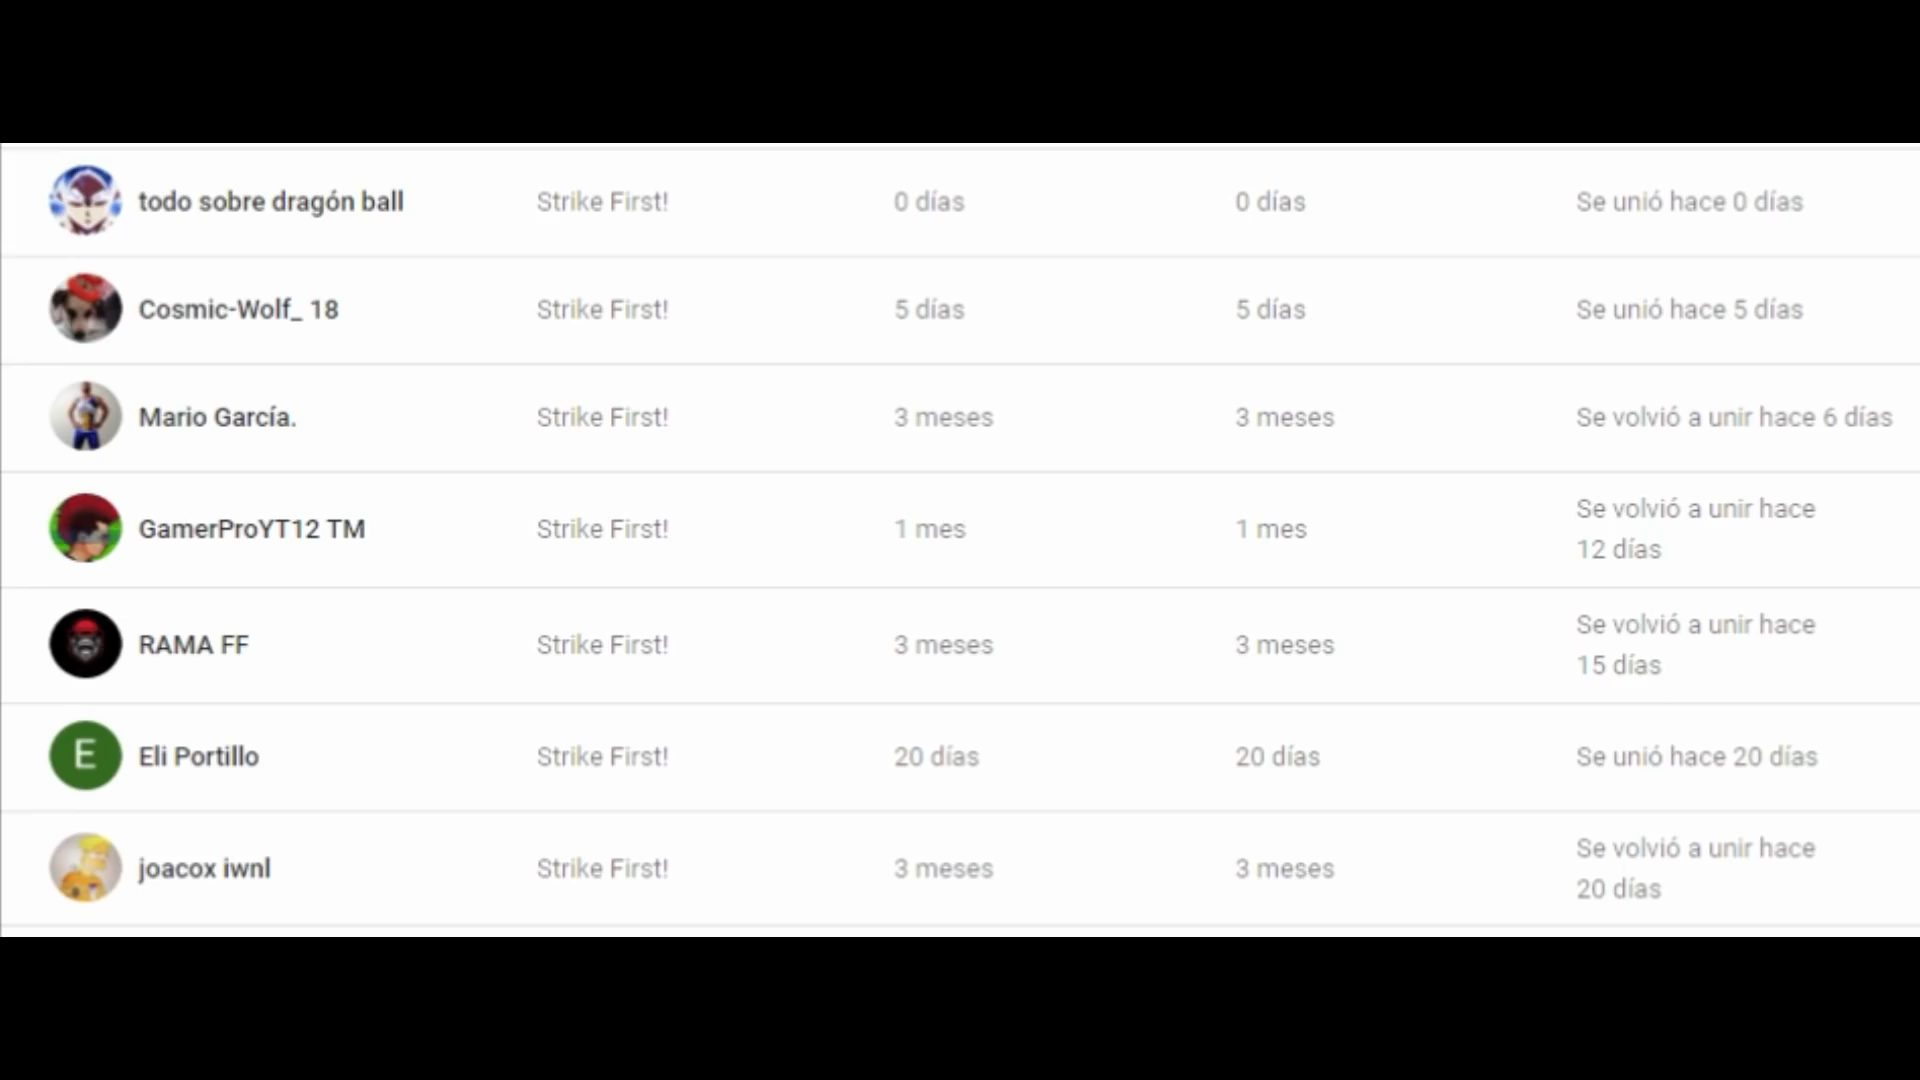 todo sobre dragón ball Strike First! 0 días 0 días Se unió hace 0 días
Cosmic-Wolf_ 18 Strike First! 5 días 5 días Se unió hace 5 días
Mario García. Strike First! 3 meses 3 meses Se volvió a unir hace 6 días
GamerProYT12 TM Strike First! 1 mes 1 mes Se volvió a unir hace
12 días
RAMA FF Strike First! 3 meses 3 meses Se volvió a unir hace
15 días
E Eli Portillo Strike First! 20 días 20 días Se unió hace 20 días
joacox iwnl Strike First! 3 meses 3 meses Se volvió a unir hace
20 días